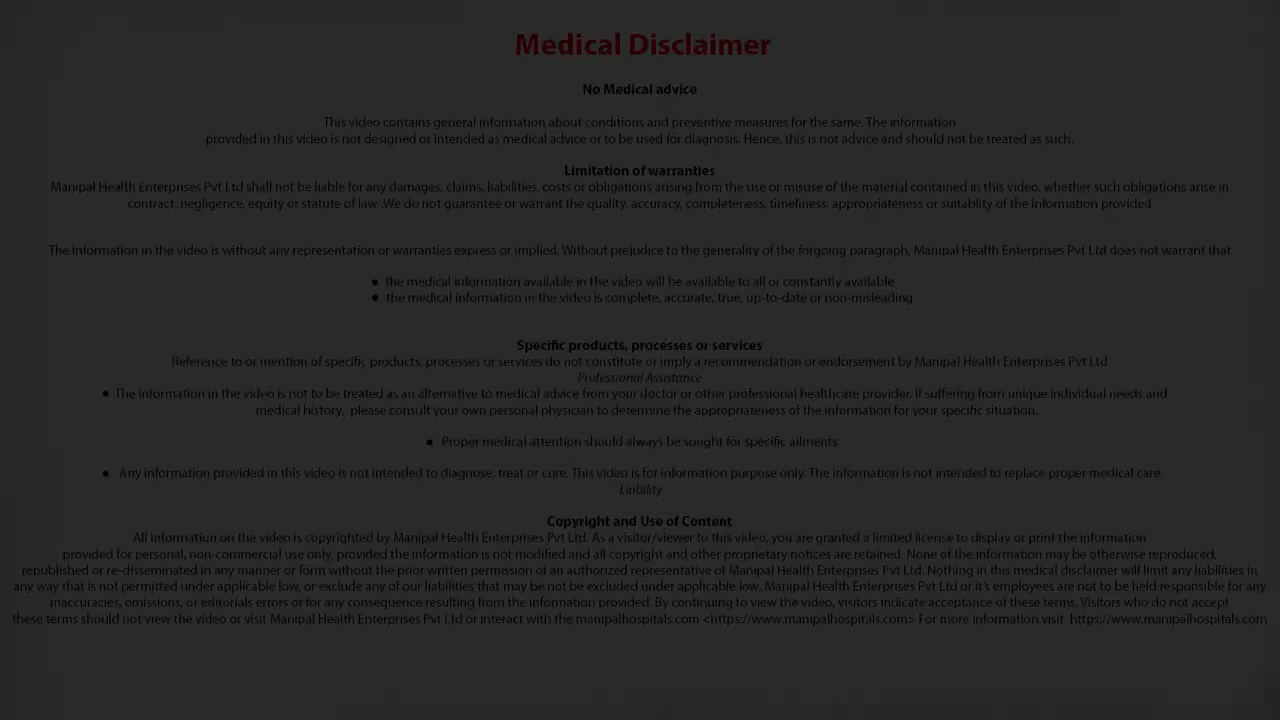 Medical Disclaimer
No Medical advice
This video contains general information about conditions and preventive measures for the same. The information
provided in this video is not designed or intended as medical advice or to be used for diagnosis. Hence, this is not advice and should not be treated as such.
Limitation of warranties
Manipal Health Enterprises Pvt Ltd shall not be liable for any damages, claims, liabilities, costs or obligations arising from the use or misuse of the material contained in this video, whether such obligations arise in
contract, negligence, equity or statute of law .We do not guarantee or warrant the quality, accuracy, completeness, timeliness, appropriateness or suitablity of the information provided
The information in the video is without any representation or warranties express or implied. Without prejudice to the generality of the forgoing paragraph, Manipal Health Enterprises Pvt Ltd does not warrant that
● the medical information available in the video will be available to all or constantly available
● the medical information in the video is complete, accurate, true, up-to-date or non-misleading
Specific products, processes or services
Reference to or mention of specific, products, processes or services do not constitute or imply a recommendation or endorsement by Manipal Health Enterprises Pvt Ltd
Professional Assistance
● The information in the video is not to be treated as an alternative to medical advice from your doctor or other professional healthcare provider. If suffering from unique individual needs and
medical history, please consult your own personal physician to determine the appropriateness of the information for your specific situation.
● Proper medical attention should always be sought for specific ailments
● Any information provided in this video is not intended to diagnose, treat or cure. This video is for information purpose only. The information is not intended to replace proper medical care.
Liability
Copyright and Use of Content
All information on the video is copyrighted by Manipal Health Enterprises Pvt Ltd. As a visitor/viewer to this video, you are granted a limited license to display or print the information
provided for personal, non-commercial use only, provided the information is not modified and all copyright and other proprietary notices are retained. None of the information may be otherwise reproduced,
republished or re-disseminated in any manner or form without the prior written permission of an authorized representative of Manipal Health Enterprises Pvt Ltd. Nothing in this medical disclaimer will limit any liabilities in
any way that is not permitted under applicable low, or exclude any of our liabilities that may be not be excluded under applicable low. Manipal Health Enterprises Pvt Ltd or it's employees are not to be held responsible for any
inaccuracies, omissions, or editorials errors or for any consequence resulting from the information provided. By continuing to view the video, visitors indicate acceptance of these terms. Visitors who do not accept
these terms should not view the video or visit Manipal Health Enterprises Pvt Ltd or interact with the manipalhospitals.com <https://www.manipalhospitals.com> For more information.visit https://www.manipalhospitals.com